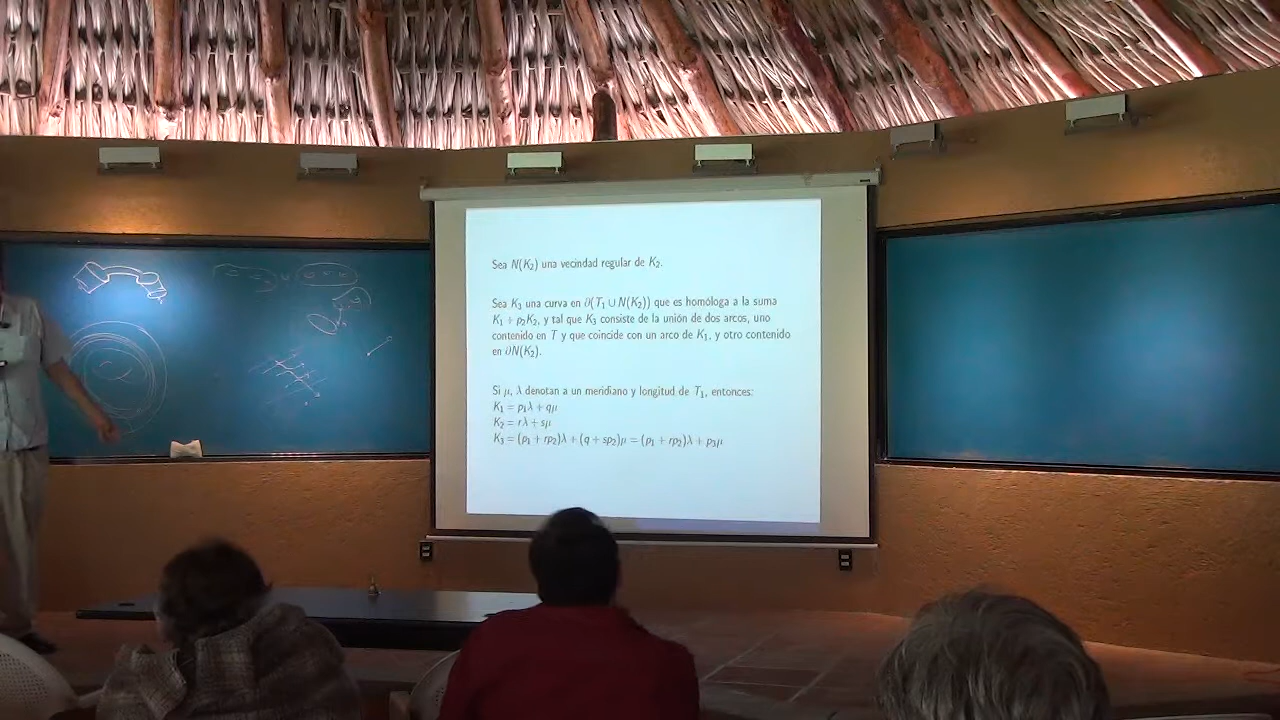 Sea N(K₂) una vecindad regular de K₂.
Sea K₃ una curva en ∂(T₁ ∪ N(K₂)) que es homóloga a la suma
K₁ + p₂K₂, y tal que K₃ consiste de la unión de dos arcos, uno
contenido en T y que coincide con un arco de K₁, y otro contenido
en ∂N(K₂).
Si μ, λ denotan a un meridiano y longitud de T₁, entonces:
K₁ = p₁λ + qμ
K₂ = rλ + sμ
K₃ = (p₁ + rp₂)λ + (q + sp₂)μ = (p₁ + rp₂)λ + p₃μ